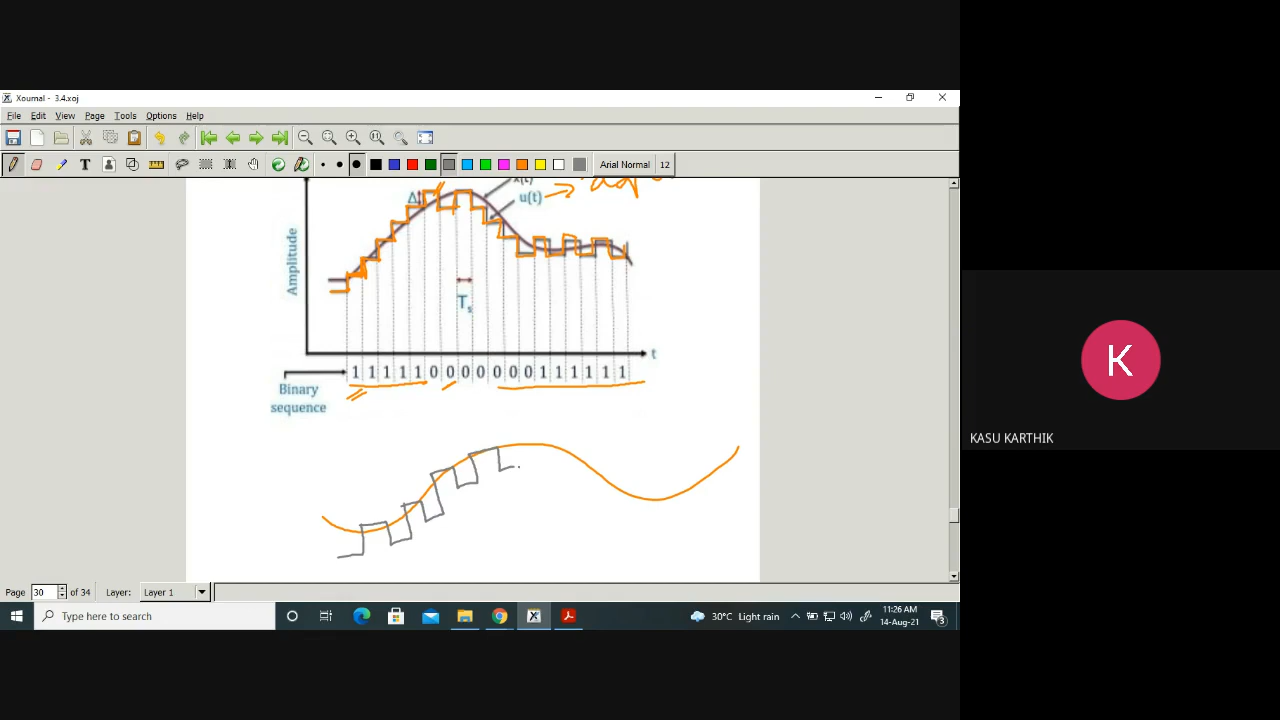 Xournal - 3.4.xoj
File Edit View Page Tools Options Help
Arial Normal 12
Δ
u(t)
Amplitude
Ts
t
1 1 1 1 1 0 0 0 0 0 0 0 1 1 1 1 1 1
Binary
sequence
K
KASU KARTHIK
Page 30 of 34 Layer: Layer 1
Type here to search
30°C Light rain
11:26 AM
14-Aug-21
3